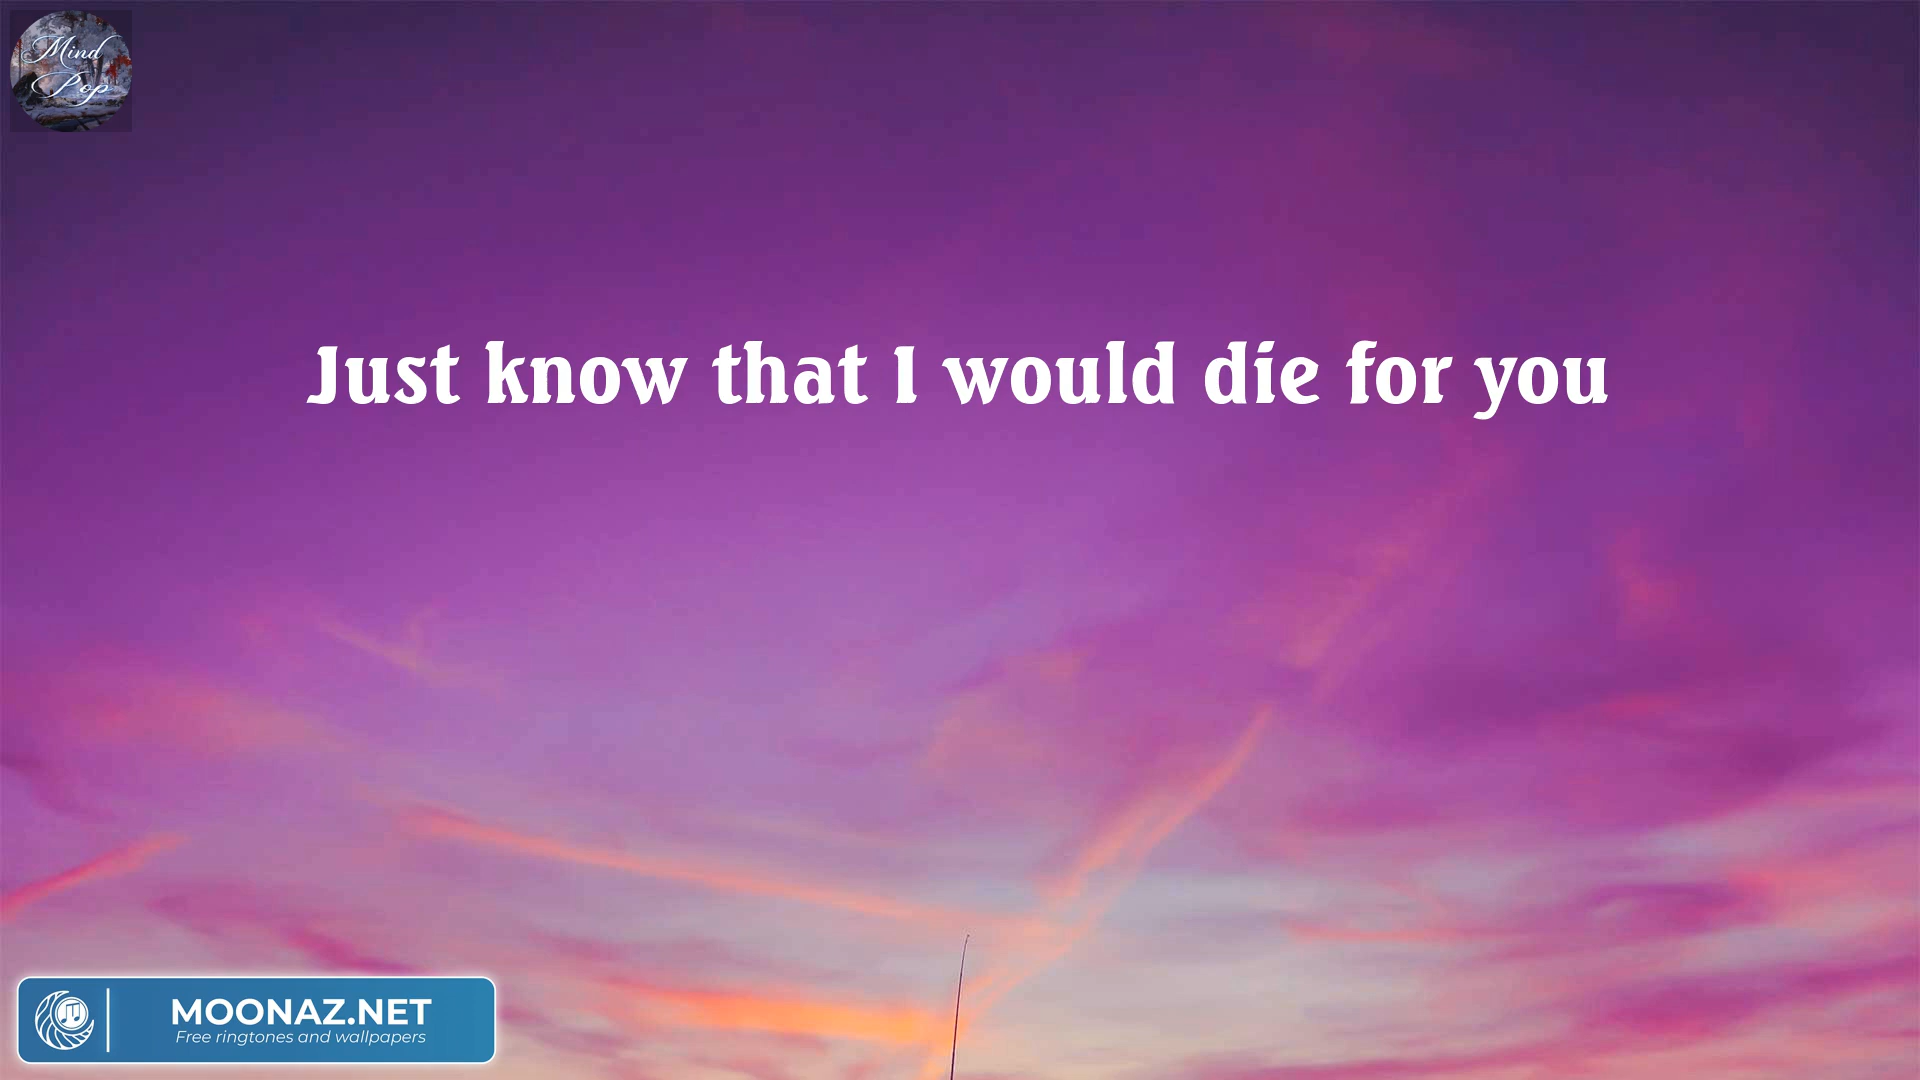 Mind
Pop
Just know that I would die for you
MOONAZ.NET
Free ringtones and wallpapers